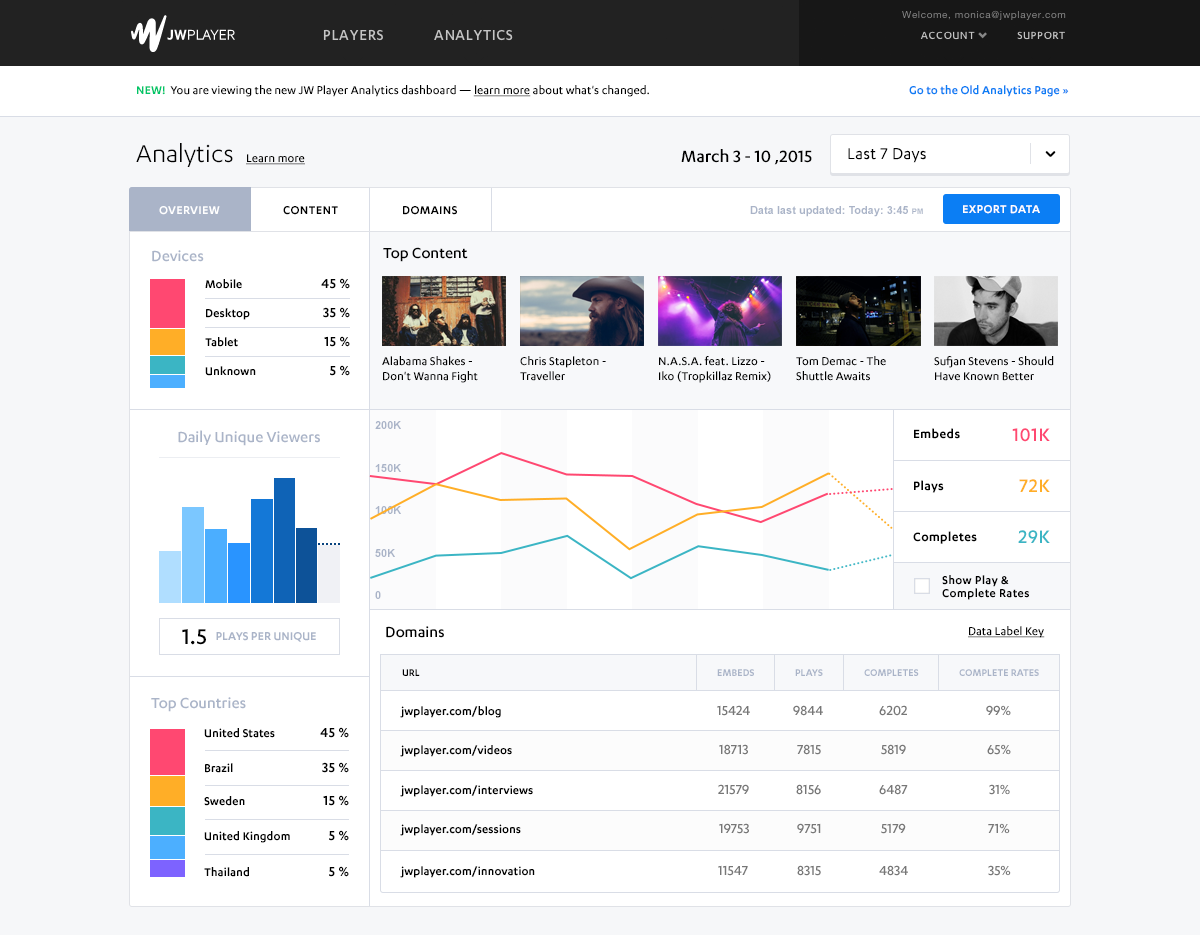 JWPLAYER
PLAYERS
ANALYTICS
Welcome, monica@jwplayer.com
ACCOUNT
SUPPORT
NEW! You are viewing the new JW Player Analytics dashboard — learn more about what's changed.
Go to the Old Analytics Page »
Analytics
Learn more
March 3 - 10 ,2015
Last 7 Days
OVERVIEW
CONTENT
DOMAINS
Data last updated: Today: 3:45 PM
EXPORT DATA
Devices
Mobile 45 %
Desktop 35 %
Tablet 15 %
Unknown 5 %
Top Content
Alabama Shakes -
Don't Wanna Fight
Chris Stapleton -
Traveller
N.A.S.A. feat. Lizzo -
Iko (Tropkillaz Remix)
Tom Demac - The
Shuttle Awaits
Sufjan Stevens - Should
Have Known Better
Daily Unique Viewers
1.5 PLAYS PER UNIQUE
200K
150K
100K
50K
0
Embeds 101K
Plays 72K
Completes 29K
Show Play &
Complete Rates
Top Countries
United States 45 %
Brazil 35 %
Sweden 15 %
United Kingdom 5 %
Thailand 5 %
Domains
Data Label Key
URL EMBEDS PLAYS COMPLETES COMPLETE RATES
jwplayer.com/blog 15424 9844 6202 99%
jwplayer.com/videos 18713 7815 5819 65%
jwplayer.com/interviews 21579 8156 6487 31%
jwplayer.com/sessions 19753 9751 5179 71%
jwplayer.com/innovation 11547 8315 4834 35%